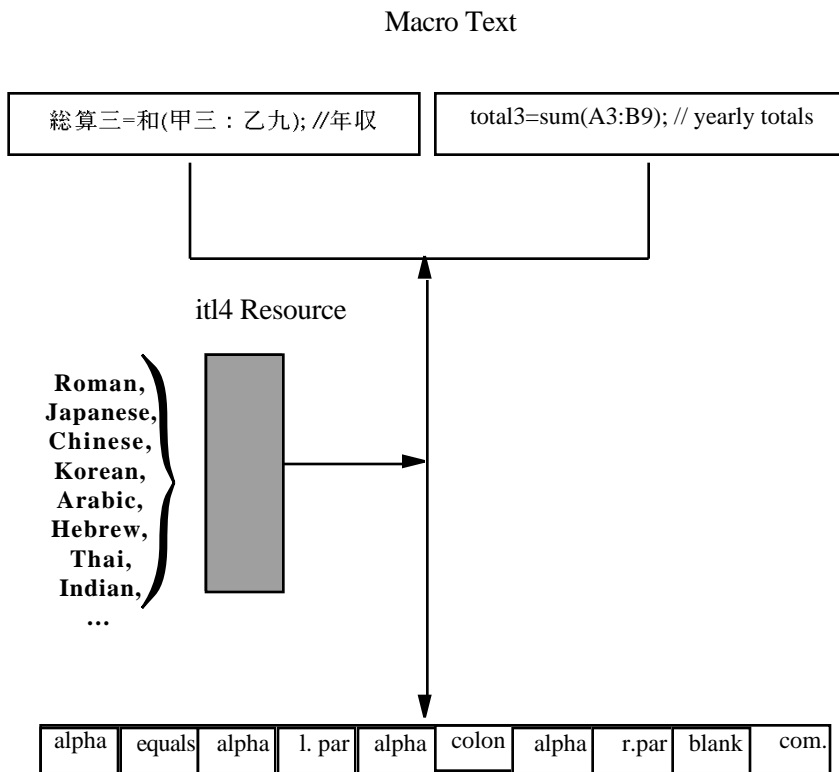 Macro Text
総算三=和(甲三：乙九); //年収
total3=sum(A3:B9); // yearly totals
itl4 Resource
Roman,
Japanese,
Chinese,
Korean,
Arabic,
Hebrew,
Thai,
Indian,
...
alpha equals alpha l. par alpha colon alpha r.par blank com.